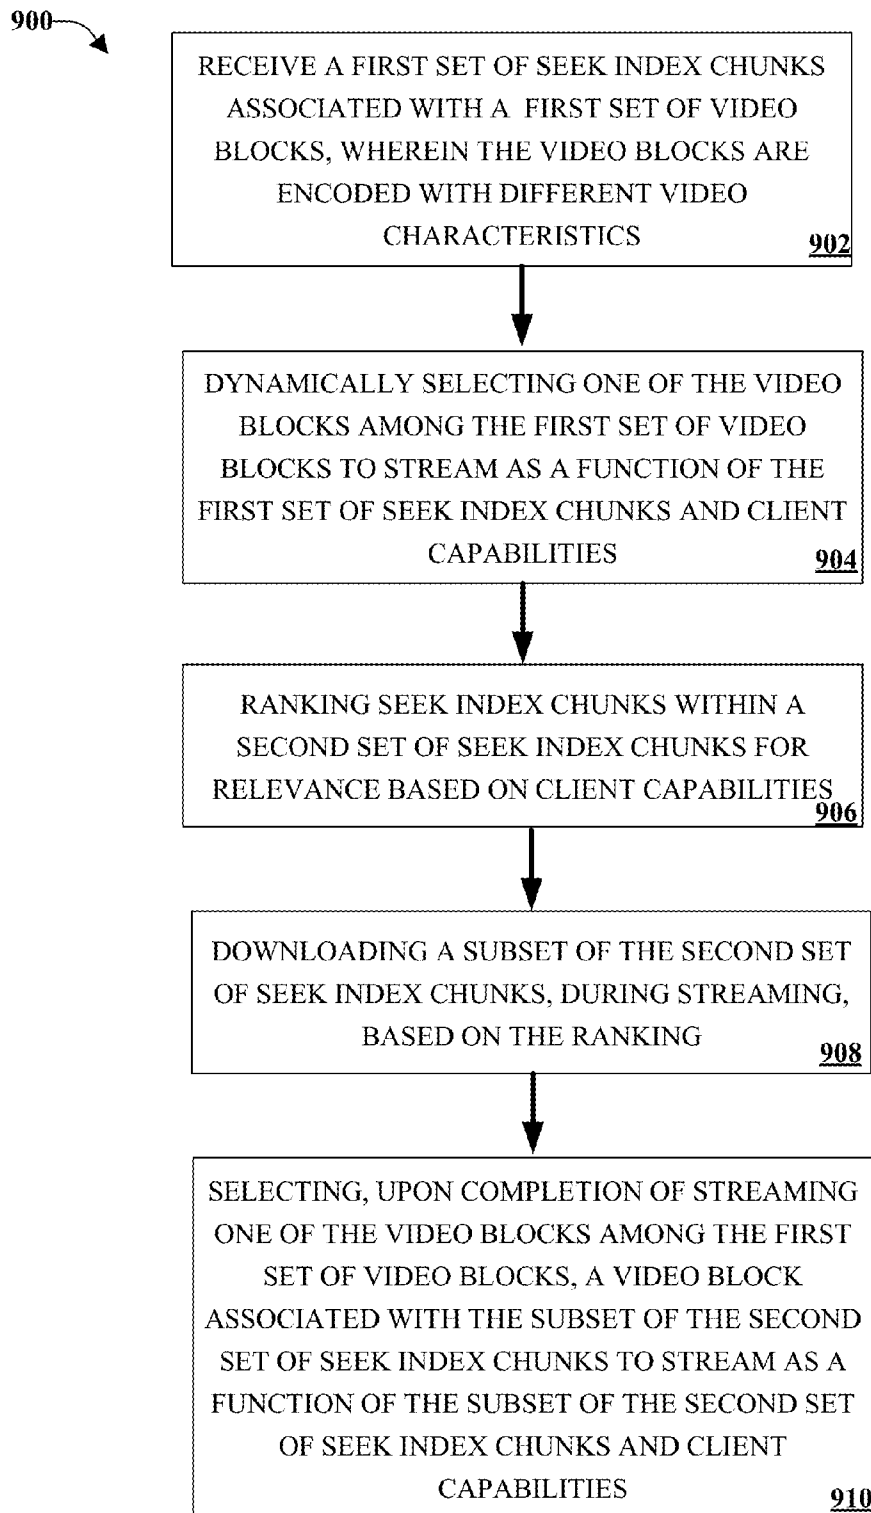 900
RECEIVE A FIRST SET OF SEEK INDEX CHUNKS
ASSOCIATED WITH A FIRST SET OF VIDEO
BLOCKS, WHEREIN THE VIDEO BLOCKS ARE
ENCODED WITH DIFFERENT VIDEO
CHARACTERISTICS
902
DYNAMICALLY SELECTING ONE OF THE VIDEO
BLOCKS AMONG THE FIRST SET OF VIDEO
BLOCKS TO STREAM AS A FUNCTION OF THE
FIRST SET OF SEEK INDEX CHUNKS AND CLIENT
CAPABILITIES
904
RANKING SEEK INDEX CHUNKS WITHIN A
SECOND SET OF SEEK INDEX CHUNKS FOR
RELEVANCE BASED ON CLIENT CAPABILITIES
906
DOWNLOADING A SUBSET OF THE SECOND SET
OF SEEK INDEX CHUNKS, DURING STREAMING,
BASED ON THE RANKING
908
SELECTING, UPON COMPLETION OF STREAMING
ONE OF THE VIDEO BLOCKS AMONG THE FIRST
SET OF VIDEO BLOCKS, A VIDEO BLOCK
ASSOCIATED WITH THE SUBSET OF THE SECOND
SET OF SEEK INDEX CHUNKS TO STREAM AS A
FUNCTION OF THE SUBSET OF THE SECOND SET
OF SEEK INDEX CHUNKS AND CLIENT
CAPABILITIES
910